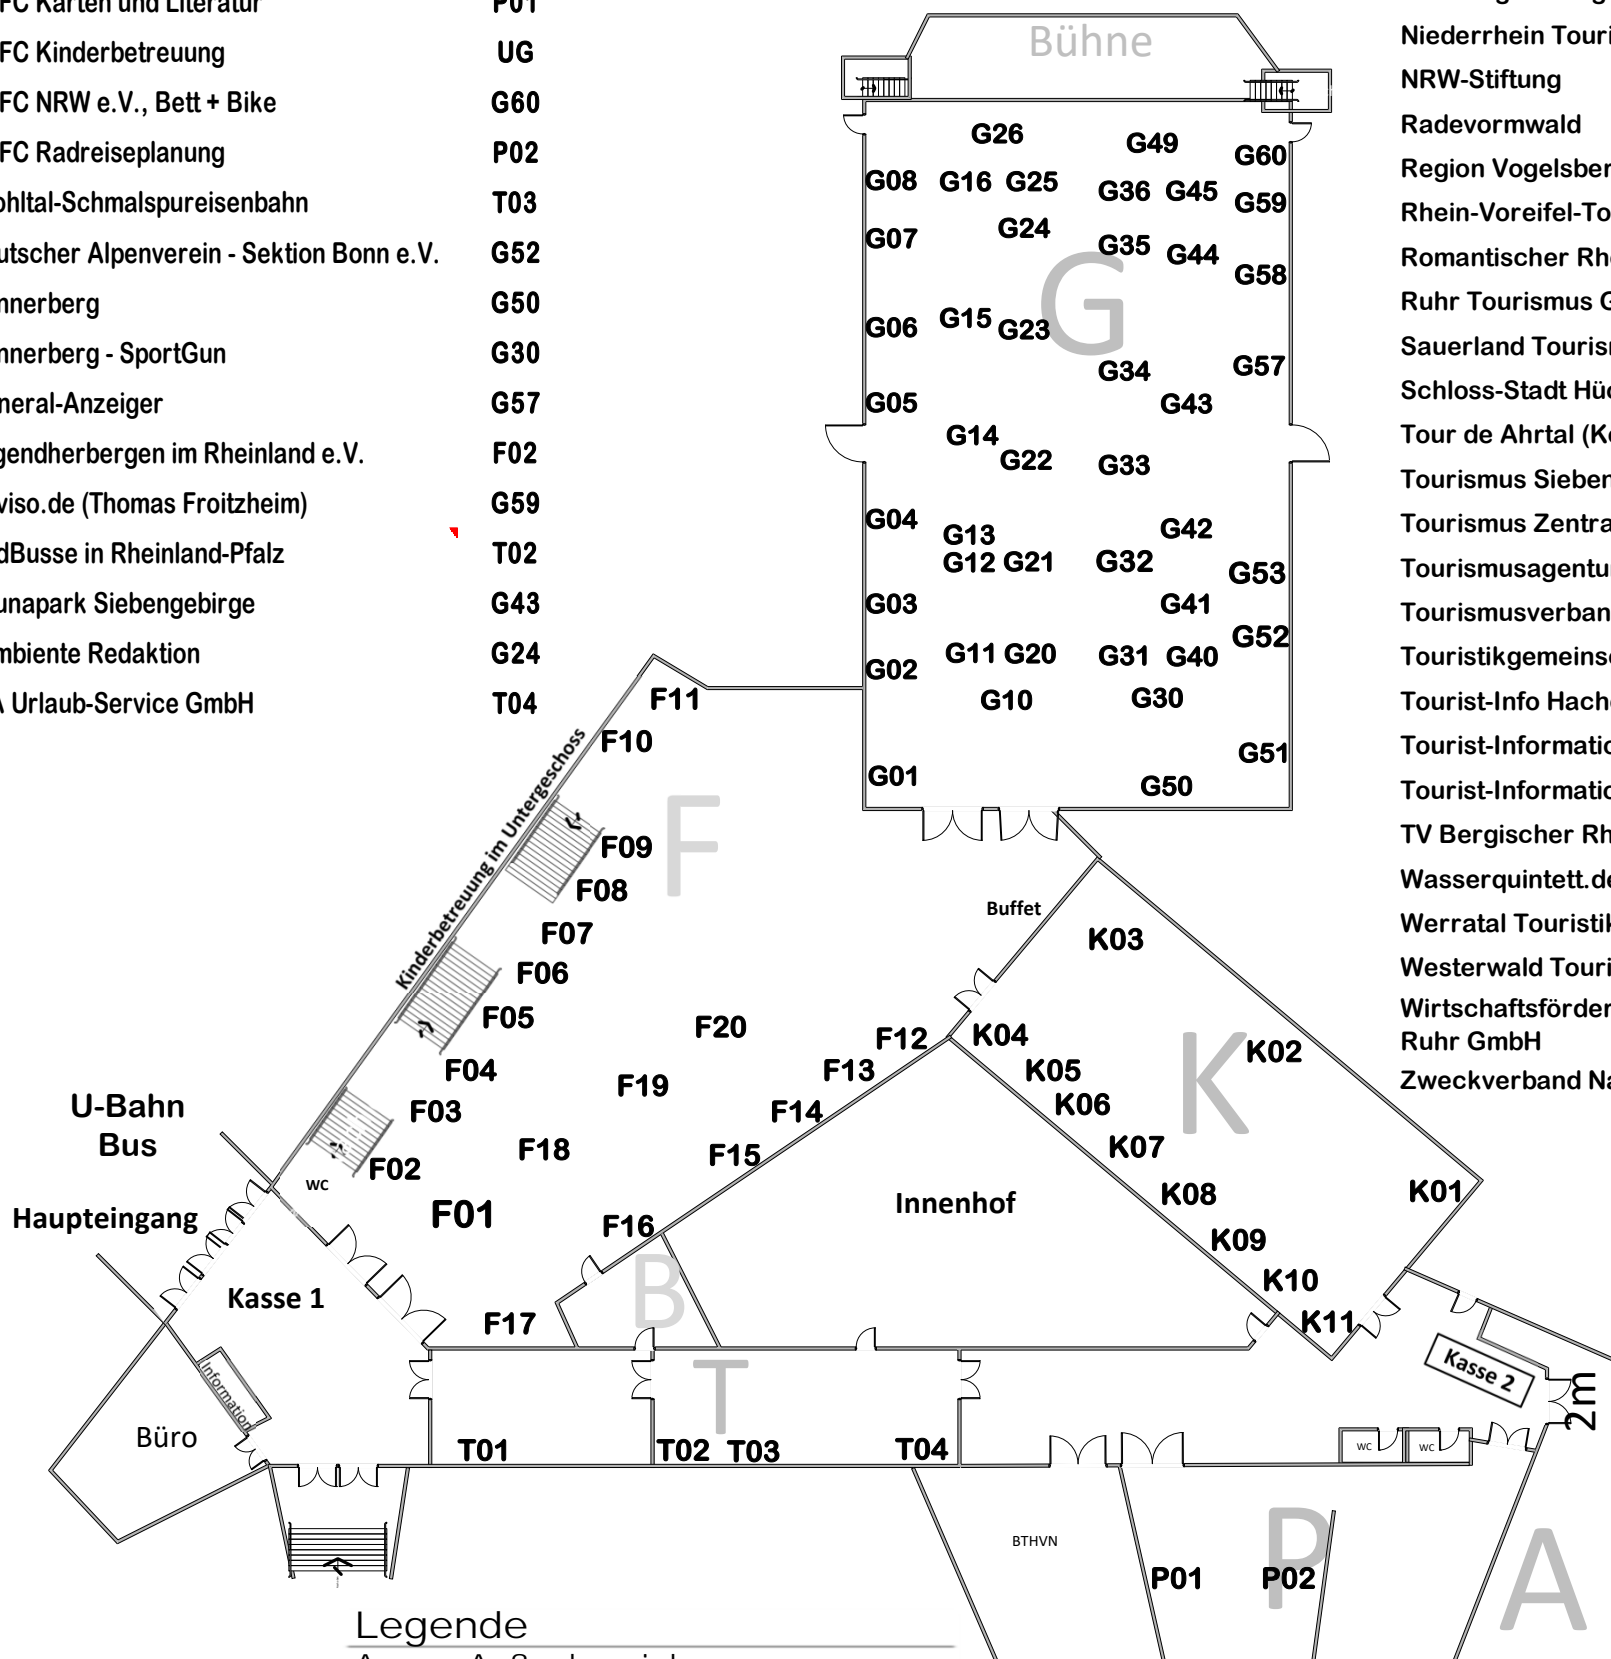 FC Karten und Literatur P01
FC Kinderbetreuung UG
FC NRW e.V., Bett + Bike G60
FC Radreiseplanung P02
ohltal-Schmalspureisenbahn T03
utscher Alpenverein - Sektion Bonn e.V. G52
nnerberg G50
nnerberg - SportGun G30
neral-Anzeiger G57
gendherbergen im Rheinland e.V. F02
viso.de (Thomas Froitzheim) G59
dBusse in Rheinland-Pfalz T02
unapark Siebengebirge G43
mbiente Redaktion G24
A Urlaub-Service GmbH T04
Niederrhein Touri
NRW-Stiftung
Radevormwald
Region Vogelsber
Rhein-Voreifel-To
Romantischer Rh
Ruhr Tourismus G
Sauerland Touris
Schloss-Stadt Hüc
Tour de Ahrtal (K
Tourismus Sieben
Tourismus Zentra
Tourismusagentu
Tourismusverban
Touristikgemeins
Tourist-Info Hach
Tourist-Informatio
Tourist-Informatio
TV Bergischer Rh
Wasserquintett.de
Werratal Touristik
Westerwald Touri
Wirtschaftsförder
Ruhr GmbH
Zweckverband Na
Bühne
G26 G49 G60
G08 G16 G25 G36 G45 G59
G07 G24 G35 G44 G58
G
G06 G15 G23
G34 G57
G05 G43
G14 G22 G33
G04 G13 G42
G12 G21 G32 G53
G03 G41
G52
G02 G11 G20 G31 G40
G10 G30
G51
G01 G50
F11
F10
Kinderbetreuung im Untergeschoss
F
F09
F08
Buffet
F07
K03
F06
F05
F20
F12 K04 K02
F04 F13 K05
K
F19
F03 F14 K06
U-Bahn
Bus
F18 F15 K07
F02
WC
Innenhof
K08 K01
Haupteingang
F01 F16
K09
B
K10
Kasse 1
F17 K11
Kasse 2
2m
Information
T
Büro
T01 T02 T03 T04
WC WC
BTHVN
P
A
P01 P02
Legende